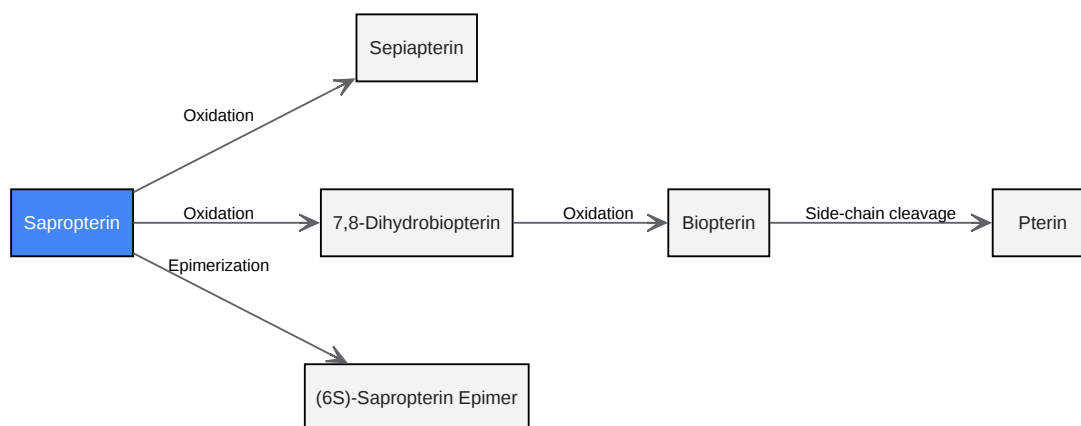 Sepiapterin
Oxidation
Sapropterin
Oxidation
7,8-Dihydrobiopterin
Oxidation
Biopterin
Side-chain cleavage
Pterin
Epimerization
(6S)-Sapropterin Epimer